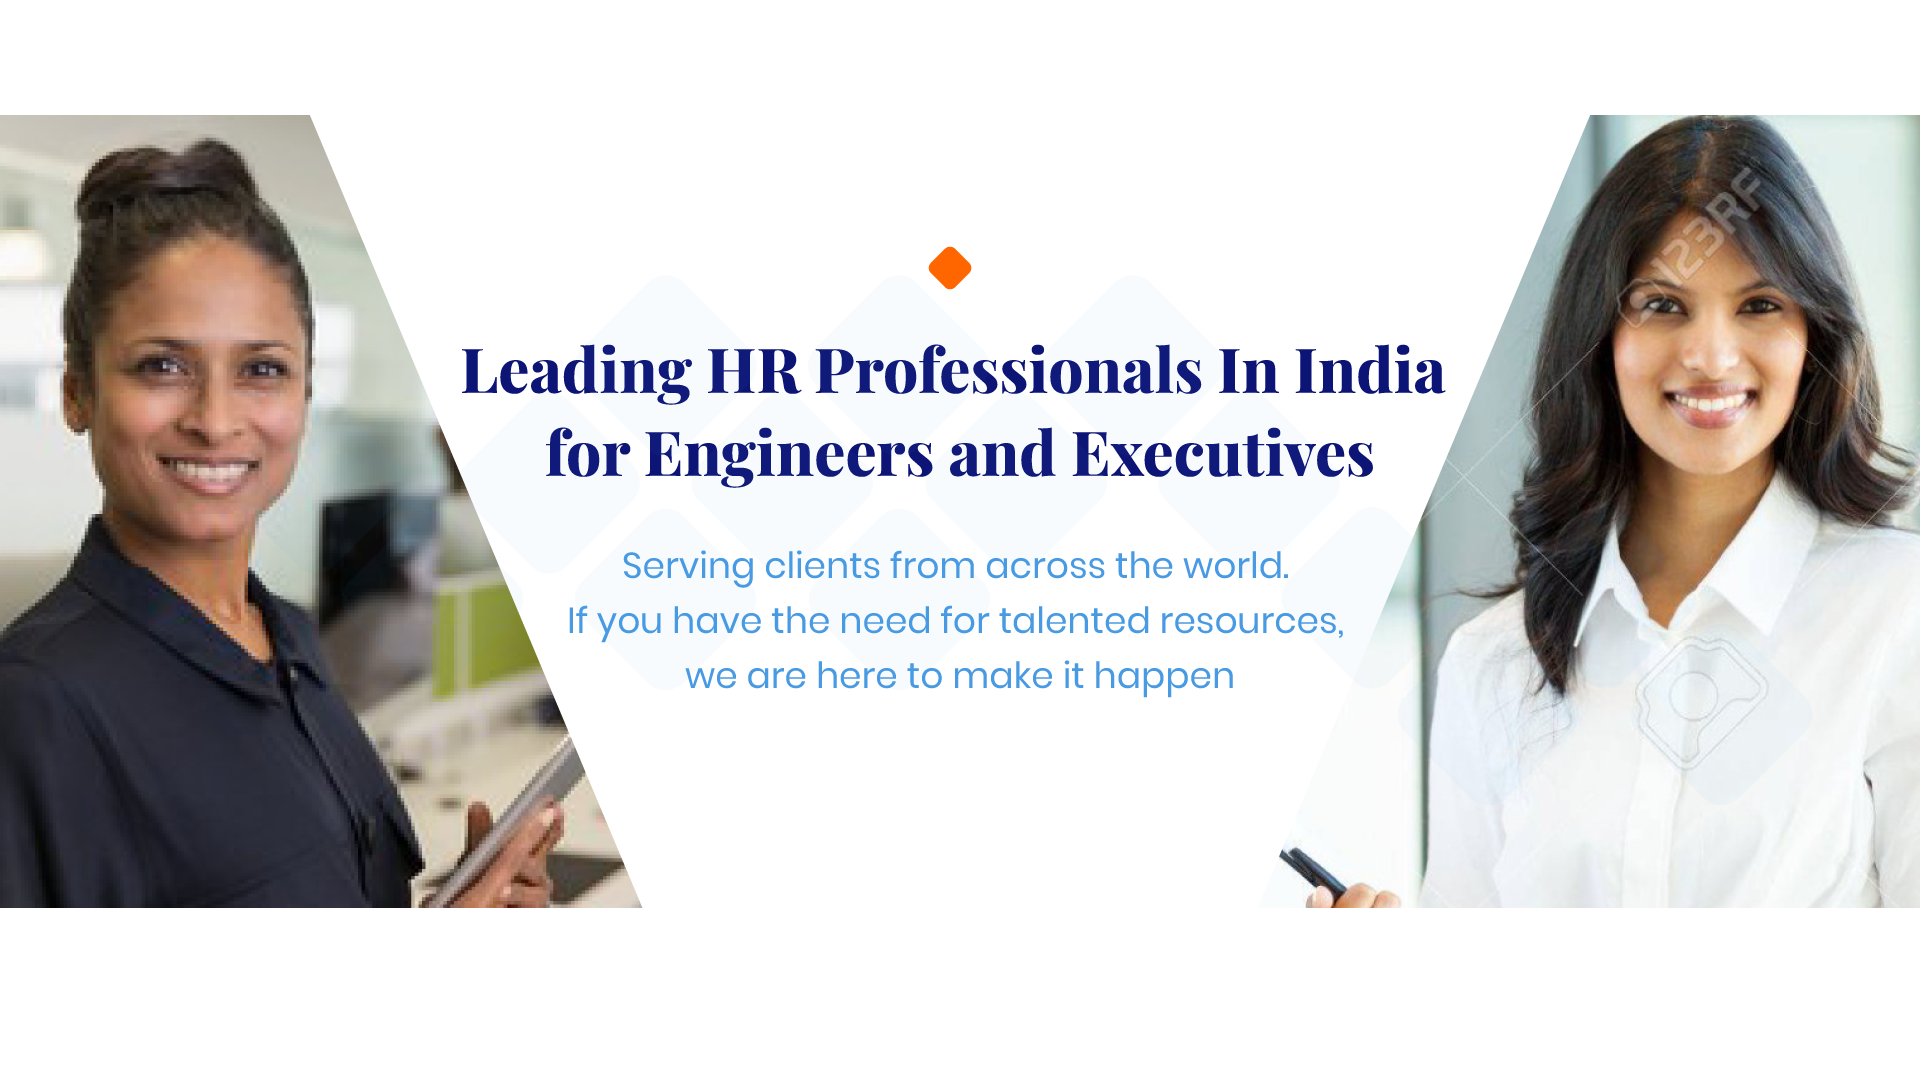 Leading HR Professionals In India
for Engineers and Executives
Serving clients from across the world.
If you have the need for talented resources,
we are here to make it happen
123RF